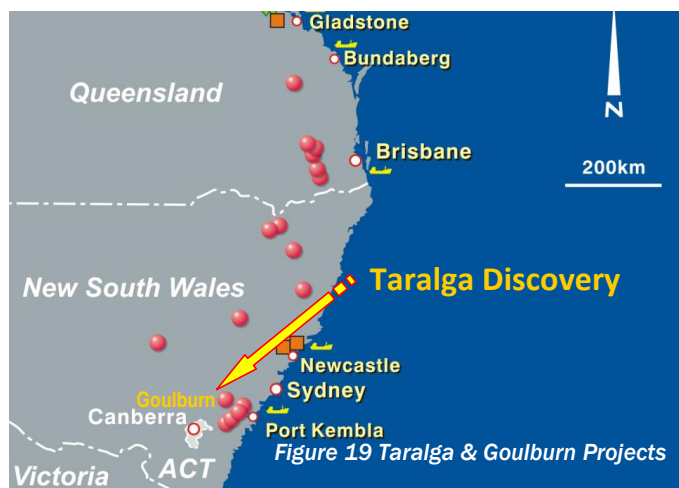 Gladstone
Bundaberg
Queensland
Brisbane
N
200km
New South Wales
Taralga Discovery
Newcastle
Sydney
Goulburn
Canberra
Port Kembla
Figure 19 Taralga & Goulburn Projects
ACT
Victoria